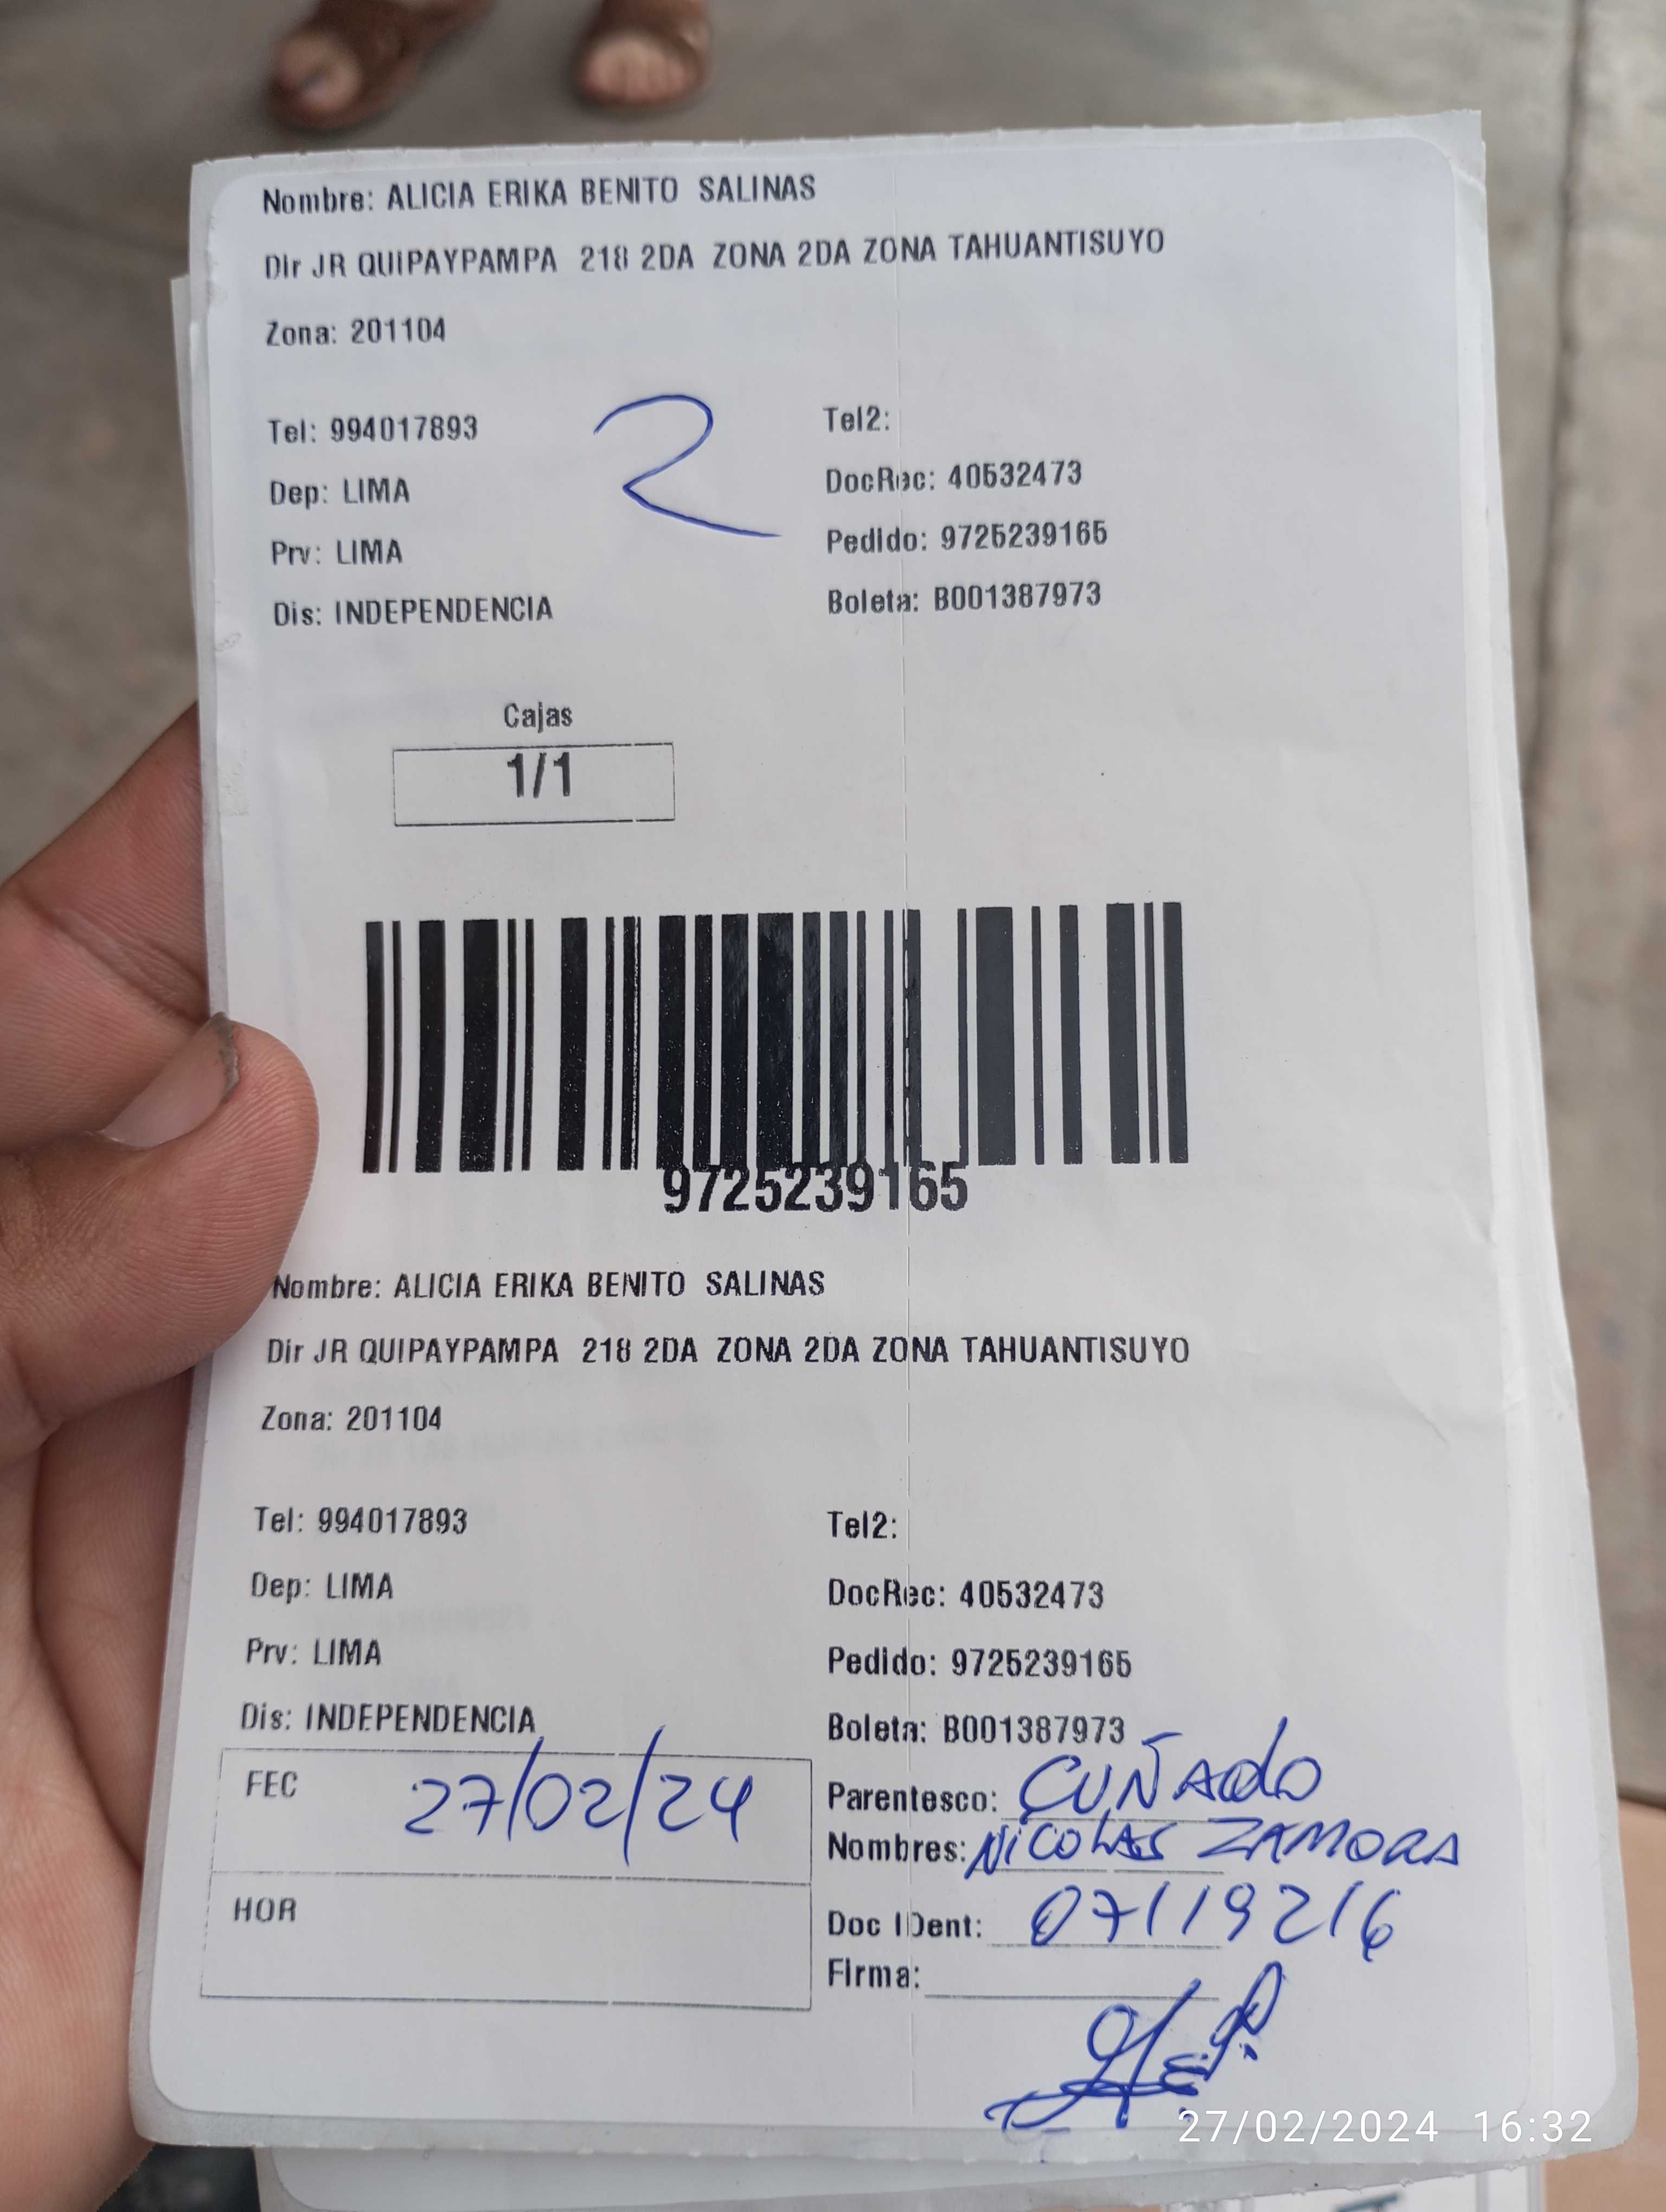 Nombre: ALICIA ERIKA BENITO SALINAS
Dir JR QUIPAYPAMPA 218 2DA ZONA 2DA ZONA TAHUANTISUYO
Zona: 201104
Tel: 994017893
2
Tel2:
Dep: LIMA
DocRec: 40532473
Prv: LIMA
Pedido: 9725239165
Dis: INDEPENDENCIA
Boleta: B001387973
Cajas
1/1
9725239165
Nombre: ALICIA ERIKA BENITO SALINAS
Dir JR QUIPAYPAMPA 218 2DA ZONA 2DA ZONA TAHUANTISUYO
Zona: 201104
Tel: 994017893
Tel2:
Dep: LIMA
DocRec: 40532473
Prv: LIMA
Pedido: 9725239165
Dis: INDEPENDENCIA
Boleta: B001387973
FEC 27/02/24
Parentesco: CUÑADO
Nombres: NICOLAS ZAMORA
HOR
Doc IDent: 07119216
Firma:
27/02/2024 16:32